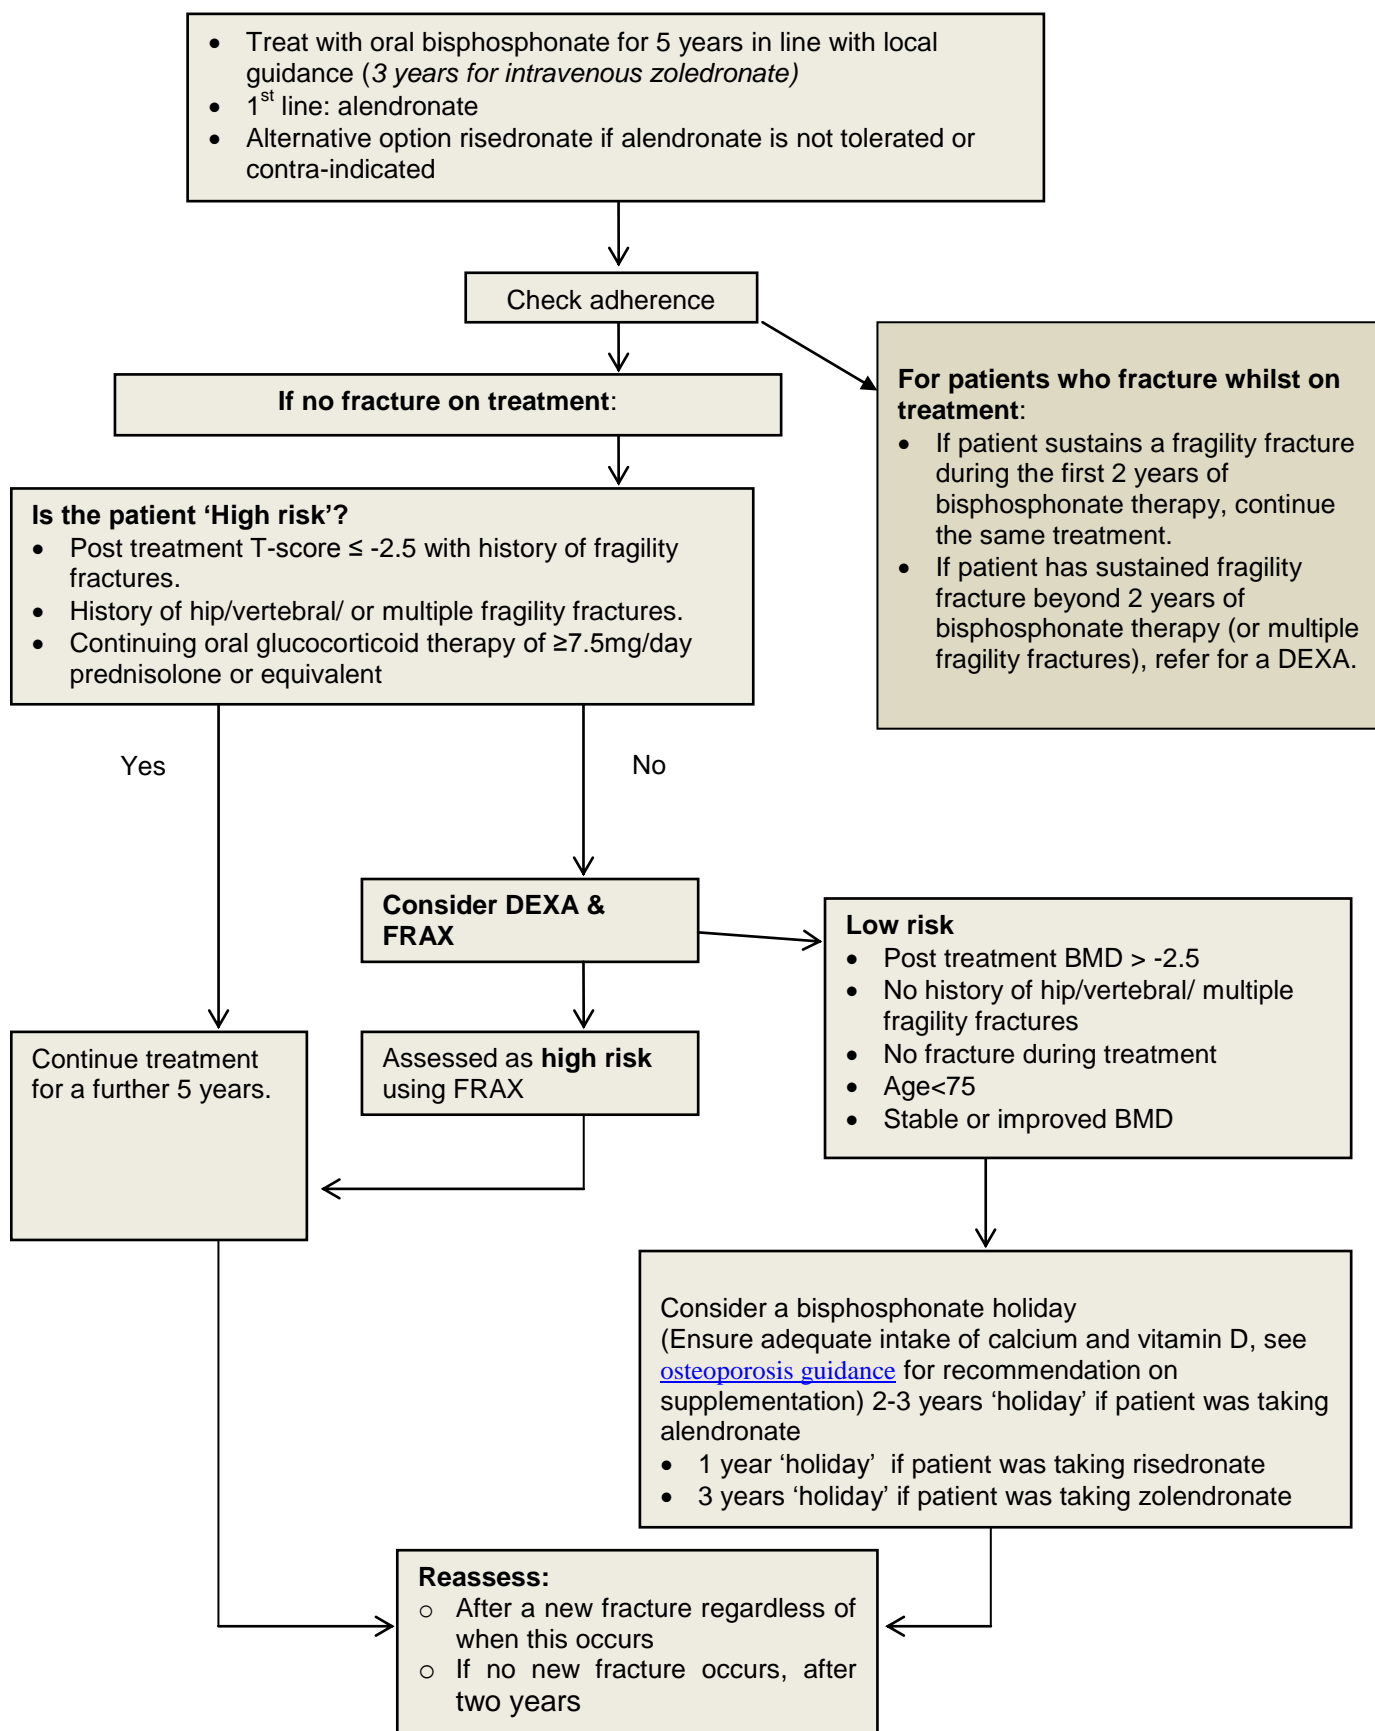 • Treat with oral bisphosphonate for 5 years in line with local
guidance (3 years for intravenous zoledronate)
• 1st line: alendronate
• Alternative option risedronate if alendronate is not tolerated or
contra-indicated
Check adherence
If no fracture on treatment:
For patients who fracture whilst on
treatment:
• If patient sustains a fragility fracture
during the first 2 years of
bisphosphonate therapy, continue
the same treatment.
• If patient has sustained fragility
fracture beyond 2 years of
bisphosphonate therapy (or multiple
fragility fractures), refer for a DEXA.
Is the patient ‘High risk’?
• Post treatment T-score ≤ -2.5 with history of fragility
fractures.
• History of hip/vertebral/ or multiple fragility fractures.
• Continuing oral glucocorticoid therapy of ≥7.5mg/day
prednisolone or equivalent
Yes
No
Consider DEXA &
FRAX
Low risk
• Post treatment BMD > -2.5
• No history of hip/vertebral/ multiple
fragility fractures
• No fracture during treatment
• Age<75
• Stable or improved BMD
Continue treatment
for a further 5 years.
Assessed as high risk
using FRAX
Consider a bisphosphonate holiday
(Ensure adequate intake of calcium and vitamin D, see
osteoporosis guidance for recommendation on
supplementation) 2-3 years ‘holiday’ if patient was taking
alendronate
• 1 year ‘holiday’ if patient was taking risedronate
• 3 years ‘holiday’ if patient was taking zolendronate
Reassess:
o After a new fracture regardless of
when this occurs
o If no new fracture occurs, after
two years